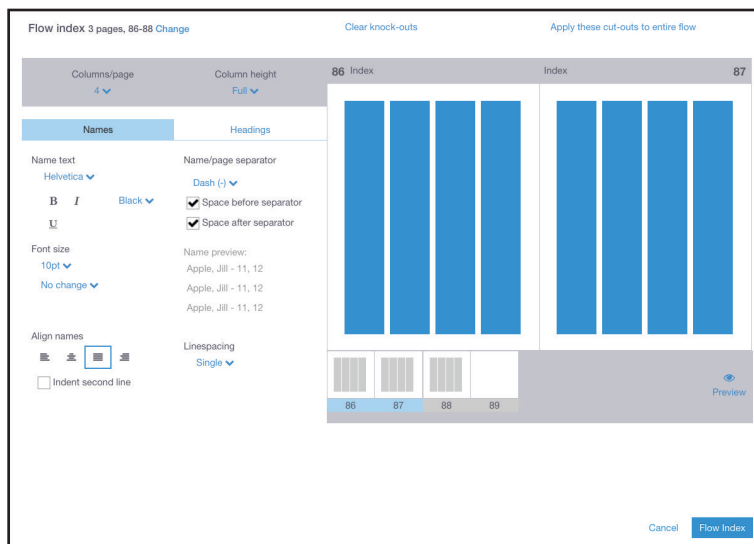 Flow index 3 pages, 86-88 Change
Clear knock-outs
Apply these cut-outs to entire flow
Columns/page
4
Column height
Full
86 Index
Index 87
Names
Headings
Name text
Helvetica
B I Black
U
Font size
10pt
No change
Align names
Indent second line
Name/page separator
Dash (-)
Space before separator
Space after separator
Name preview:
Apple, Jill - 11, 12
Apple, Jill - 11, 12
Apple, Jill - 11, 12
Linespacing
Single
86 87 88 89
Preview
Cancel
Flow Index